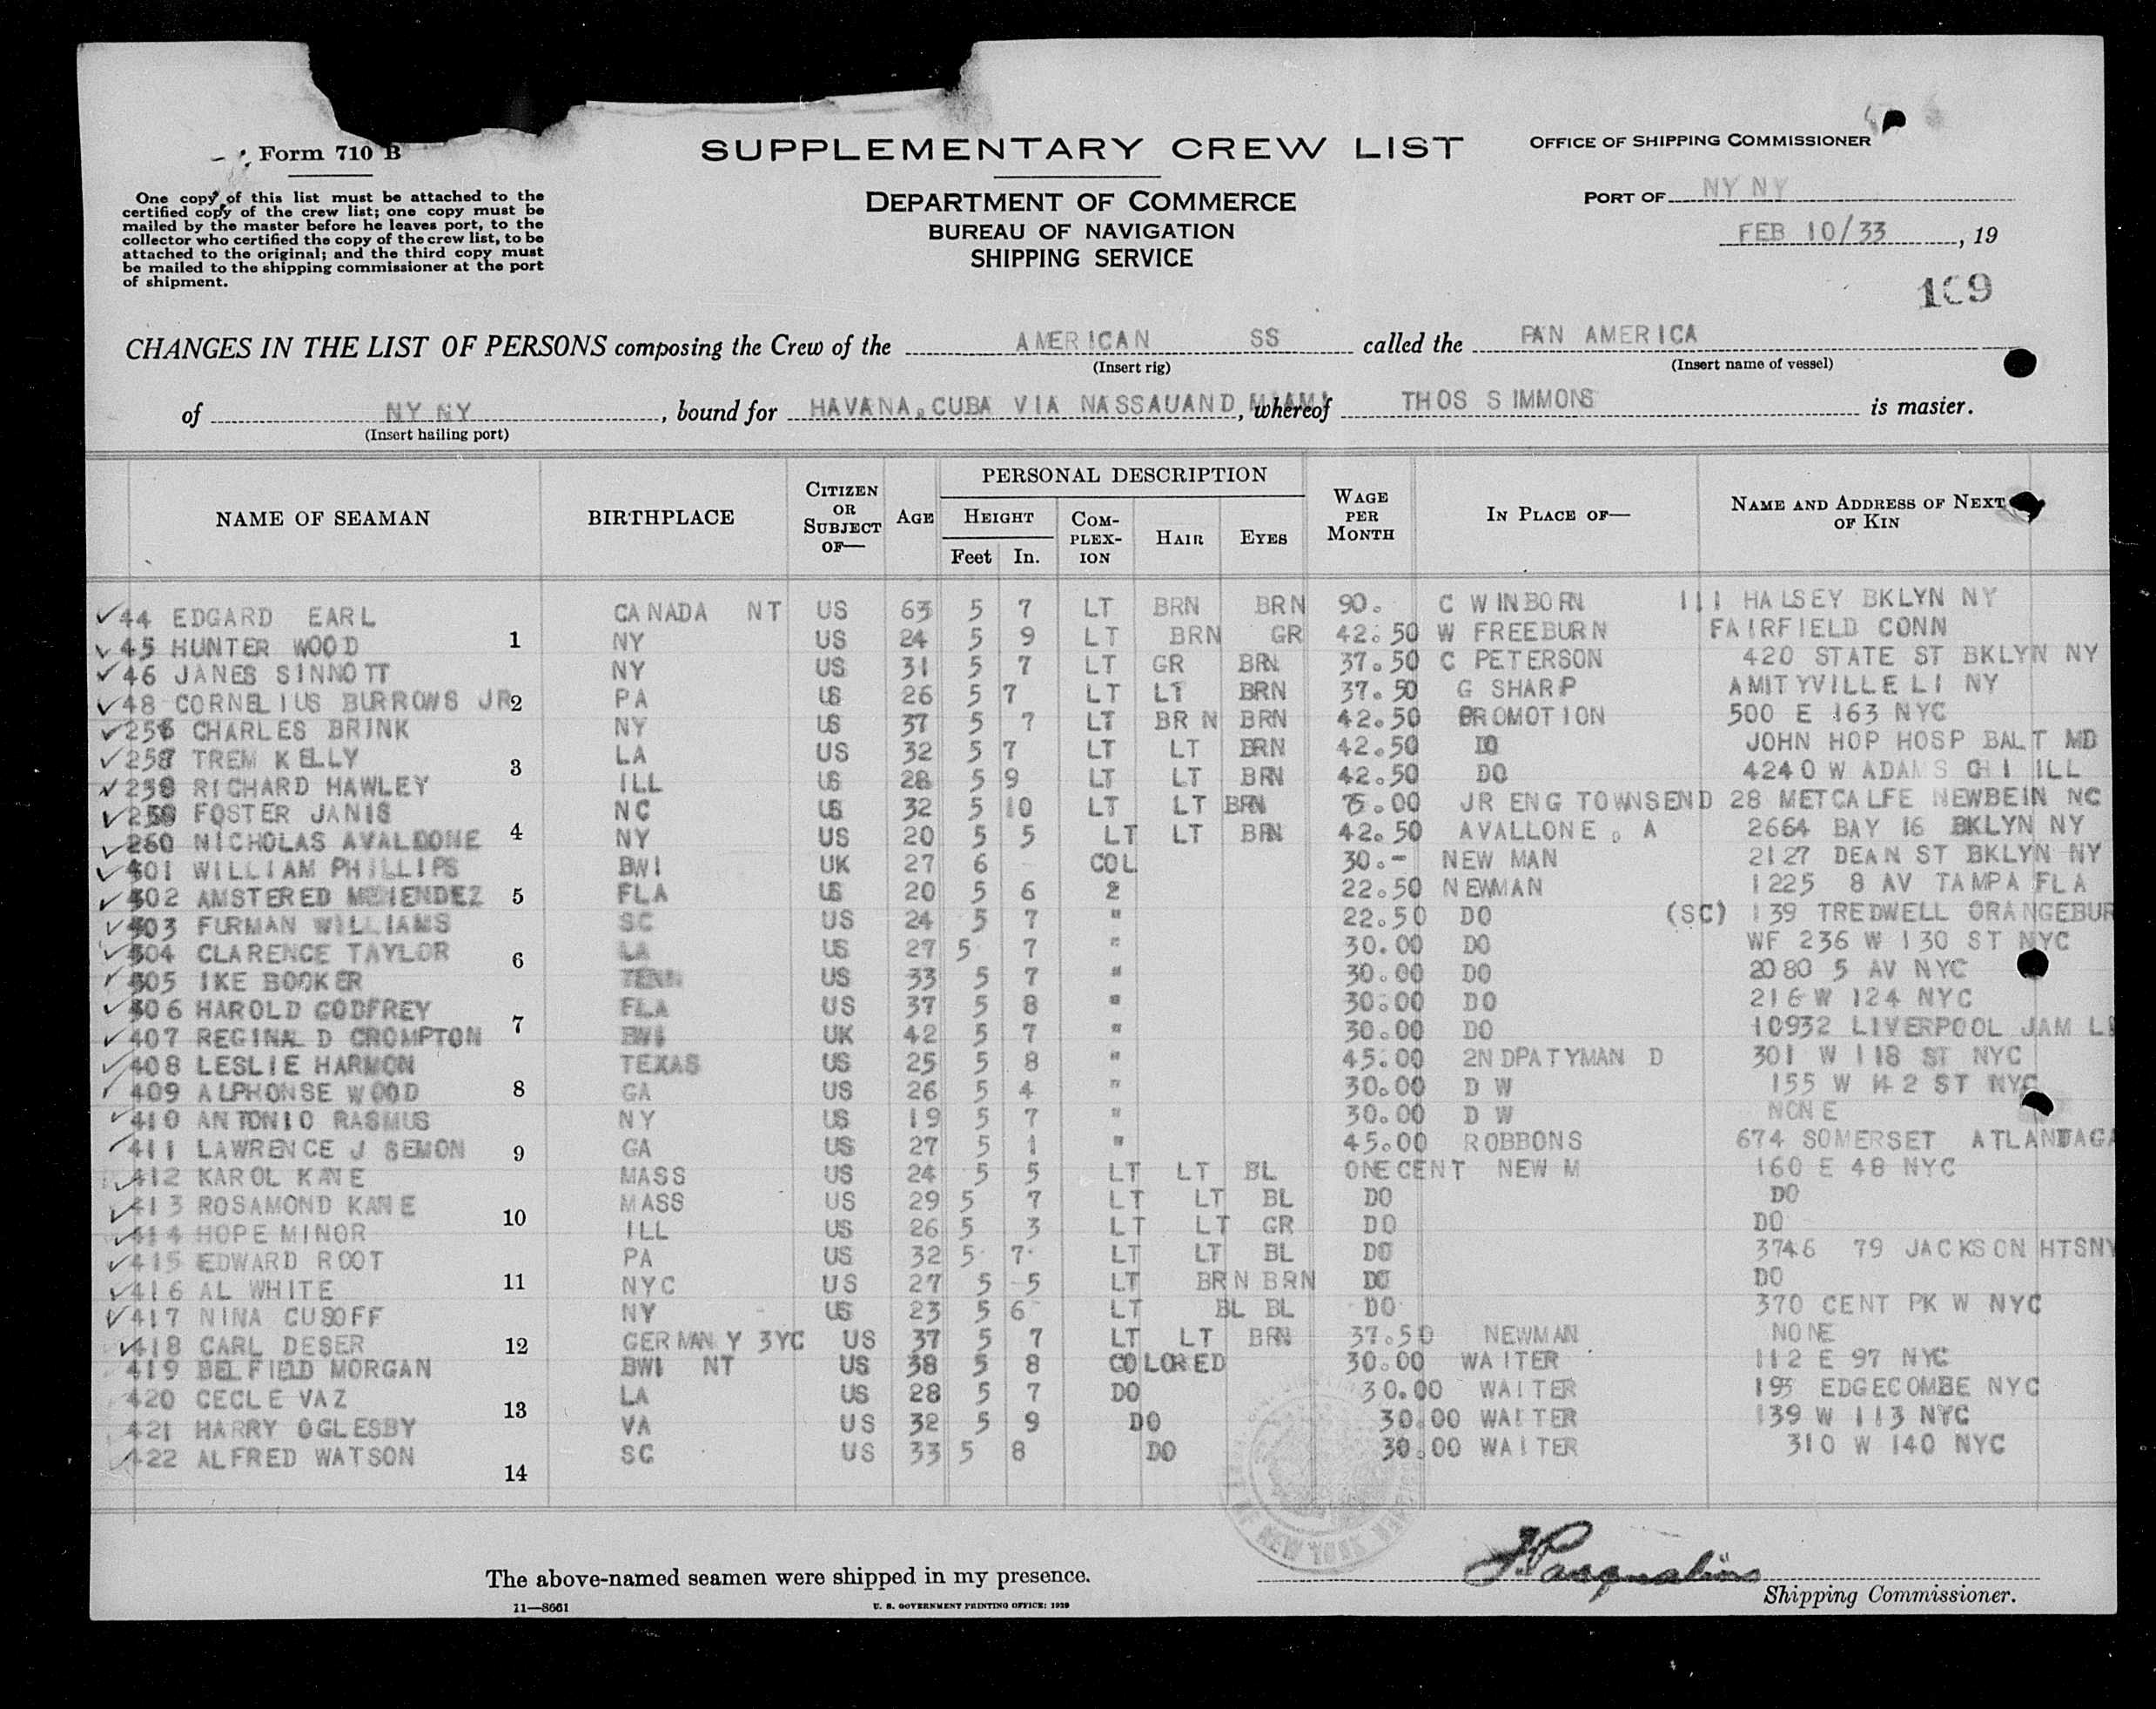 Form 710 B
SUPPLEMENTARY CREW LIST
OFFICE OF SHIPPING COMMISSIONER
One copy of this list must be attached to the
certified copy of the crew list; one copy must be
mailed by the master before he leaves port, to the
collector who certified the copy of the crew list, to be
attached to the original; and the third copy must
be mailed to the shipping commissioner at the port
of shipment.
DEPARTMENT OF COMMERCE
BUREAU OF NAVIGATION
SHIPPING SERVICE
PORT OF NY NY
FEB 10/33, 19
109
CHANGES IN THE LIST OF PERSONS composing the Crew of the AMERICAN SS called the PAN AMERICA
(Insert rig) (Insert name of vessel)
of NY NY, bound for HAVANA, CUBA VIA NASSAUAND MIAMI, whereof THOS SIMMONS is master.
(Insert hailing port)
NAME OF SEAMAN BIRTHPLACE CITIZEN OR SUBJECT OF— AGE PERSONAL DESCRIPTION HEIGHT Feet In. COMPLEXION HAIR EYES WAGE PER MONTH IN PLACE OF— NAME AND ADDRESS OF NEXT OF KIN
44 EDGARD EARL CANADA NT US 63 5 7 LT BRN BRN 90. C WINBORN 111 HALSEY BKLYN NY
45 HUNTER WOOD 1 NY US 24 5 9 LT BRN GR 42.50 W FREEBURN FAIRFIELD CONN
46 JANES SINNOTT NY US 31 5 7 LT GR BRN 37.50 C PETERSON 420 STATE ST BKLYN NY
48 CORNELIUS BURROWS JR 2 PA US 26 5 7 LT LT BRN 37.50 G SHARP AMITYVILLE LI NY
256 CHARLES BRINK NY US 37 5 7 LT BRN BRN 42.50 PROMOTION 500 E 163 NYC
257 TREM KELLY 3 LA US 32 5 7 LT LT BRN 42.50 DO JOHN HOP HOSP BALT MD
258 RICHARD HAWLEY ILL US 28 5 9 LT LT BRN 42.50 DO 4240 W ADAMS CHI ILL
FOSTER JANIS NC US 32 5 10 LT LT BRN 75.00 JR ENG TOWNSEND 28 METCALFE NEWBEIN NC
260 NICHOLAS AVALDONE 4 NY US 20 5 5 LT LT BRN 42.50 AVALLONE, A 2664 BAY 16 BKLYN NY
401 WILLIAM PHILLIPS BWI UK 27 6 COL 30.- NEW MAN 2127 DEAN ST BKLYN NY
402 AMSTERED MENENDEZ 5 FLA US 20 5 6 2 22.50 NEWMAN 1225 8 AV TAMPA FLA
403 FURMAN WILLIAMS SC US 24 5 7 " 22.50 DO (SC) 139 TREDWELL ORANGEBUR
404 CLARENCE TAYLOR 6 LA US 27 5 7 " 30.00 DO WF 236 W 130 ST NYC
405 IKE BOOKER TENN US 33 5 7 " 30.00 DO 2080 5 AV NYC
406 HAROLD GODFREY FLA US 37 5 8 " 30.00 DO 216 W 124 NYC
407 REGINALD CROMPTON 7 BWI UK 42 5 7 " 30.00 DO 10932 LIVERPOOL JAM LI
408 LESLIE HARMON TEXAS US 25 5 8 " 45.00 2NDPATYMAN D 301 W 118 ST NYC
409 ALPHONSE WOOD 8 GA US 26 5 4 " 30.00 D W 155 W 142 ST NYC
410 ANTONIO RASMUS NY US 19 5 7 " 30.00 D W NONE
411 LAWRENCE J SEMON 9 GA US 27 5 1 " 45.00 ROBBONS 674 SOMERSET ATLANTAGA
412 KAROL KANE MASS US 24 5 5 LT LT BL ONECENT NEW M 160 E 48 NYC
413 ROSAMOND KANE 10 MASS US 29 5 7 LT LT BL DO DO
414 HOPE MINOR ILL US 26 5 3 LT LT GR DO DO
415 EDWARD ROOT PA US 32 5 7 LT LT BL DO 3746 79 JACKSON HTSNY
416 AL WHITE 11 NYC US 27 5 5 LT BRN BRN DO DO
417 NINA CUSOFF NY US 23 5 6 LT BL BL DO 370 CENT PK W NYC
418 CARL DESER 12 GERMANY 3YC US 37 5 7 LT LT BRN 37.50 NEWMAN NONE
419 BELFIELD MORGAN BWI NT US 38 5 8 COLORED 30.00 WAITER 112 E 97 NYC
420 CECLE VAZ 13 LA US 28 5 7 DO 30.00 WAITER 195 EDGECOMBE NYC
421 HARRY OGLESBY VA US 32 5 9 DO 30.00 WAITER 139 W 113 NYC
422 ALFRED WATSON 14 SC US 33 5 8 DO 30.00 WAITER 310 W 140 NYC
The above-named seamen were shipped in my presence.
Shipping Commissioner.
11—8661 U. S. GOVERNMENT PRINTING OFFICE: 1929